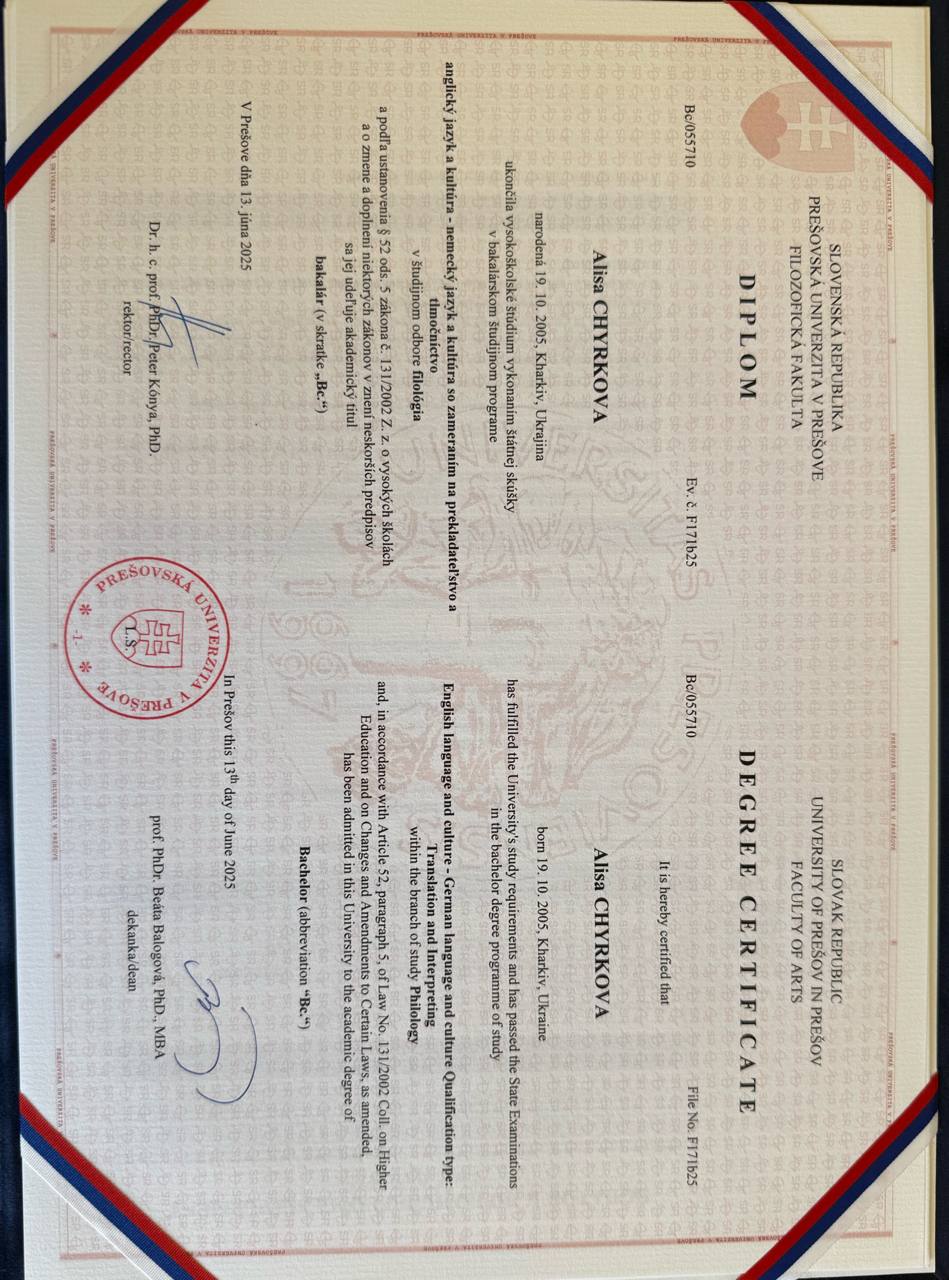 SLOVENSKÁ REPUBLIKA
PREŠOVSKÁ UNIVERZITA V PREŠOVE
FILOZOFICKÁ FAKULTA
DIPLOM
Bc/055710
Ev. č. F171b25
Alisa CHYRKOVA
narodená 19. 10. 2005, Kharkiv, Ukrajina
ukončila vysokoškolské štúdium vykonaním štátnej skúšky
v bakalárskom študijnom programe
anglický jazyk a kultúra - nemecký jazyk a kultúra so zameraním na prekladateľstvo a
tlmočníctvo
v študijnom odbore filológia
a podľa ustanovenia § 52 ods. 5 zákona č. 131/2002 Z. z. o vysokých školách
a o zmene a doplnení niektorých zákonov v znení neskorších predpisov
sa jej udeľuje akademický titul
bakalár (v skratke „Bc.“)
V Prešove dňa 13. júna 2025
Dr. h. c. prof. PhDr. Peter Kónya, PhD.
rektor/rector
SLOVAK REPUBLIC
UNIVERSITY OF PREŠOV IN PREŠOV
FACULTY OF ARTS
DEGREE CERTIFICATE
Bc/055710
File No. F171b25
It is hereby certified that
Alisa CHYRKOVA
born 19. 10. 2005, Kharkiv, Ukraine
has fulfilled the University's study requirements and has passed the State Examinations
in the bachelor degree programme of study
English language and culture - German language and culture Qualification type:
Translation and Interpreting
within the branch of study Philology
and, in accordance with Article 52, paragraph 5, of Law No. 131/2002 Coll. on Higher
Education and on Changes and Amendments to Certain Laws, as amended,
has been admitted in this University to the academic degree of
Bachelor (abbreviation “Bc.“)
In Prešov this 13th day of June 2025
prof. PhDr. Beáta Balogová, PhD., MBA
dekanka/dean
PREŠOVSKÁ UNIVERZITA V PREŠOVE
L.S.
-1-